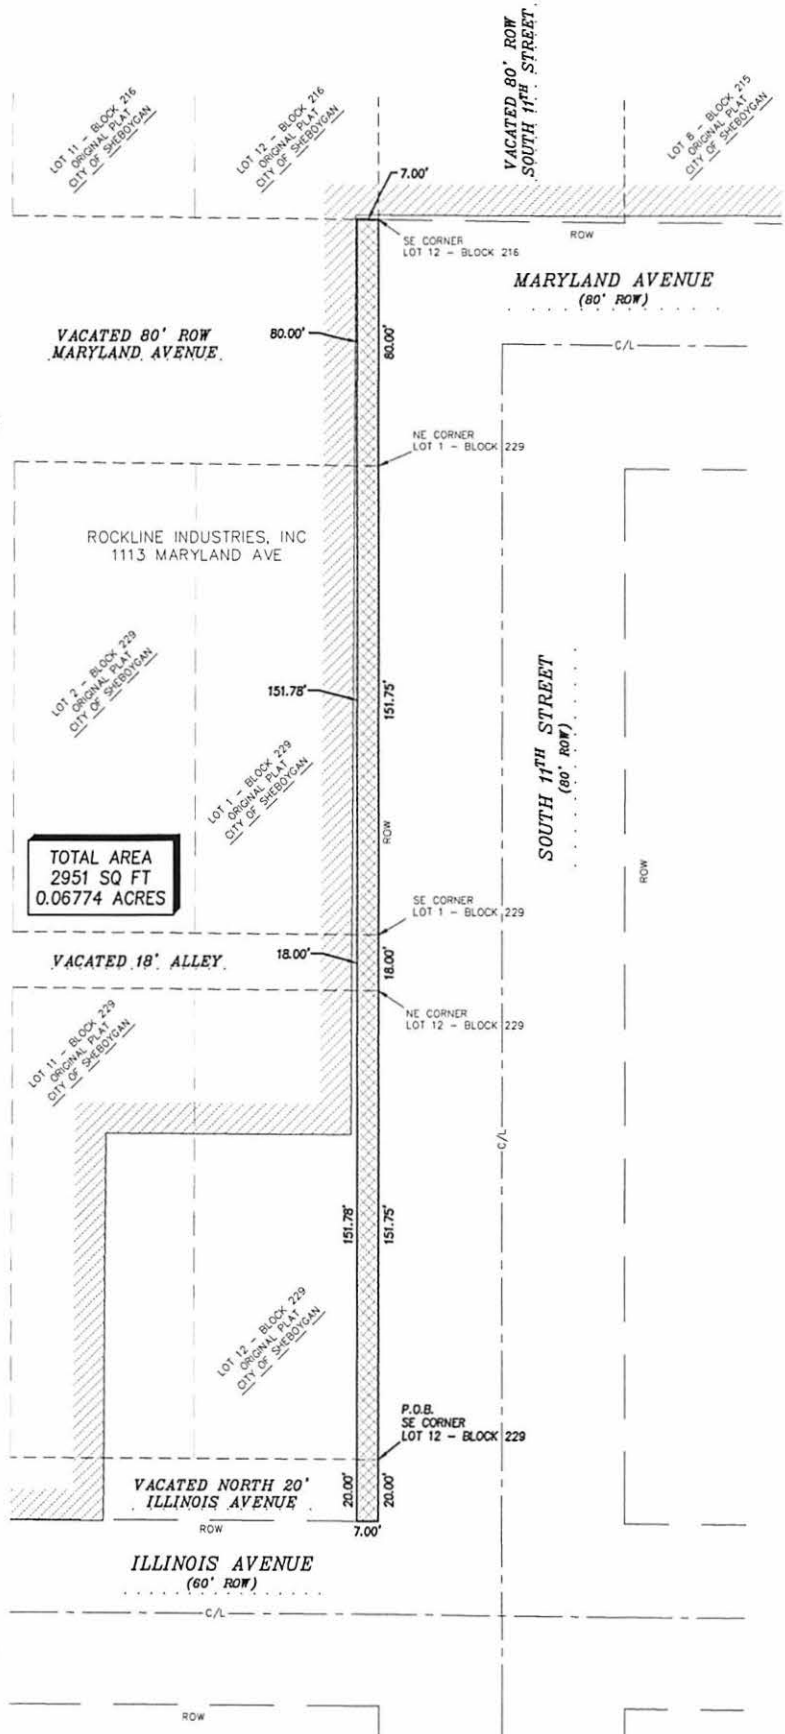 VACATED 80' ROW
SOUTH 11TH STREET
LOT 11 - BLOCK 216
ORIGINAL PLAT
CITY OF SHEBOYGAN
LOT 12 - BLOCK 216
ORIGINAL PLAT
CITY OF SHEBOYGAN
LOT 8 - BLOCK 215
ORIGINAL PLAT
CITY OF SHEBOYGAN
7.00'
SE CORNER
LOT 12 - BLOCK 216
ROW
MARYLAND AVENUE
(80' ROW)
VACATED 80' ROW
MARYLAND AVENUE
80.00'
80.00'
C/L
NE CORNER
LOT 1 - BLOCK 229
ROCKLINE INDUSTRIES, INC
1113 MARYLAND AVE
LOT 2 - BLOCK 229
ORIGINAL PLAT
CITY OF SHEBOYGAN
151.78'
151.75'
SOUTH 11TH STREET
(80' ROW)
LOT 1 - BLOCK 229
ORIGINAL PLAT
CITY OF SHEBOYGAN
ROW
ROW
TOTAL AREA
2951 SQ FT
0.06774 ACRES
SE CORNER
LOT 1 - BLOCK 229
VACATED 18' ALLEY
18.00'
18.00'
NE CORNER
LOT 12 - BLOCK 229
LOT 11 - BLOCK 229
ORIGINAL PLAT
CITY OF SHEBOYGAN
C/L
151.78'
151.75'
LOT 12 - BLOCK 229
ORIGINAL PLAT
CITY OF SHEBOYGAN
P.O.B.
SE CORNER
LOT 12 - BLOCK 229
VACATED NORTH 20'
ILLINOIS AVENUE
20.00'
20.00'
ROW
7.00'
ILLINOIS AVENUE
(60' ROW)
C/L
ROW